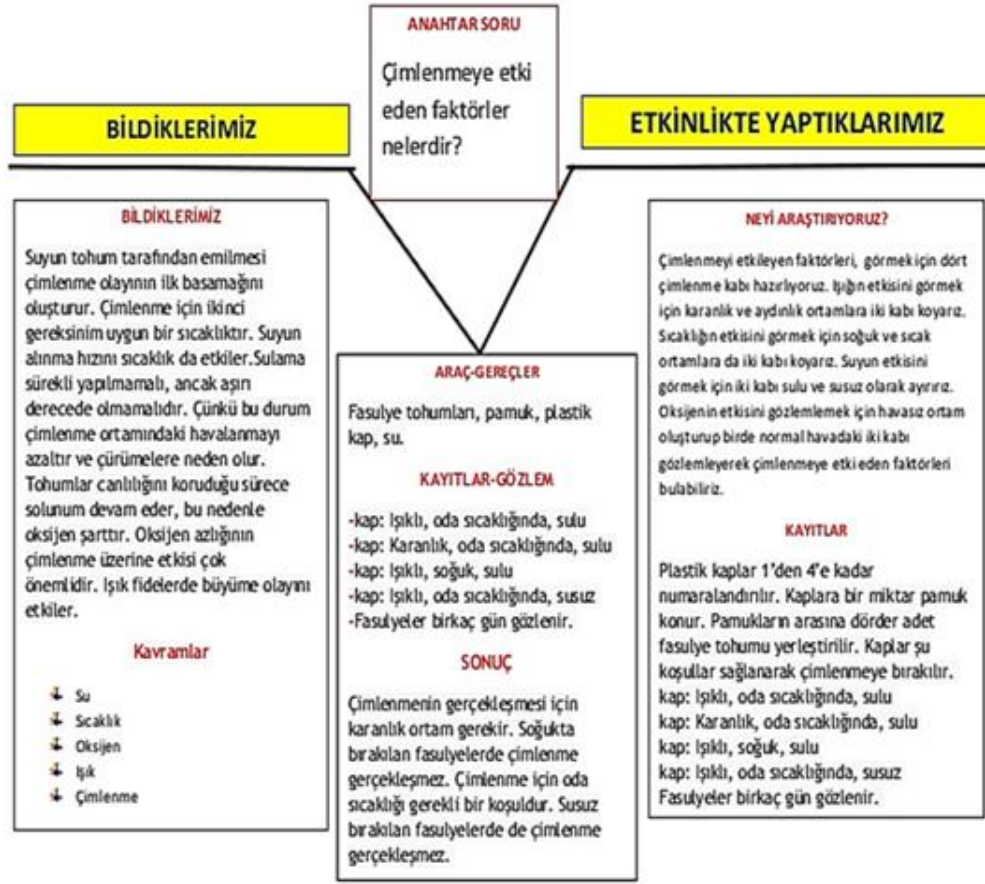 ANAHTAR SORU
Çimlenmeye etki
eden faktörler
nelerdir?
BİLDİKLERİMİZ
ETKİNLİKTE YAPTIKLARIMIZ
BİLDİKLERİMİZ
Suyun tohum tarafından emilmesi
çimlenme olayının ilk basamağını
oluşturur. Çimlenme için ikinci
gereksinim uygun bir sıcaklıktır. Suyun
alınma hızını sıcaklık da etkiler.Sulama
sürekli yapılmamalı, ancak aşırı
derecede olmamalıdır. Çünkü bu durum
çimlenme ortamındaki havalanmayı
azaltır ve çürümelere neden olur.
Tohumlar canlılığını koruduğu sürece
solunum devam eder, bu nedenle
oksijen şarttır. Oksijen azlığının
çimlenme üzerine etkisi çok
önemlidir. Işık fidelerde büyüme olayını
etkiler.
Kavramlar
Su
Sıcaklık
Oksijen
Işık
Çimlenme
ARAÇ-GEREÇLER
Fasulye tohumları, pamuk, plastik
kap, su.
KAYITLAR-GÖZLEM
-kap: Işıklı, oda sıcaklığında, sulu
-kap: Karanlık, oda sıcaklığında, sulu
-kap: Işıklı, soğuk, sulu
-kap: Işıklı, oda sıcaklığında, susuz
-Fasulyeler birkaç gün gözlenir.
SONUÇ
Çimlenmenin gerçekleşmesi için
karanlık ortam gerekir. Soğukta
bırakılan fasulyelerde çimlenme
gerçekleşmez. Çimlenme için oda
sıcaklığı gerekli bir koşuldur. Susuz
bırakılan fasulyelerde de çimlenme
gerçekleşmez.
NEYİ ARAŞTIRIYORUZ?
Çimlenmeyi etkileyen faktörleri, görmek için dört
çimlenme kabı hazırlıyoruz. Işığın etkisini görmek
için karanlık ve aydınlık ortamlara iki kabı koyarız.
Sıcaklığın etkisini görmek için soğuk ve sıcak
ortamlara da iki kabı koyarız. Suyun etkisini
görmek için iki kabı sulu ve susuz olarak ayırırız.
Oksijenin etkisini gözlemlemek için havasız ortam
oluşturup birde normal havadaki iki kabı
gözlemleyerek çimlenmeye etki eden faktörleri
bulabiliriz.
KAYITLAR
Plastik kaplar 1'den 4'e kadar
numaralandırılır. Kaplara bir miktar pamuk
konur. Pamukların arasına dörder adet
fasulye tohumu yerleştirilir. Kaplar şu
koşullar sağlanarak çimlenmeye bırakılır.
kap: Işıklı, oda sıcaklığında, sulu
kap: Karanlık, oda sıcaklığında, sulu
kap: Işıklı, soğuk, sulu
kap: Işıklı, oda sıcaklığında, susuz
Fasulyeler birkaç gün gözlenir.